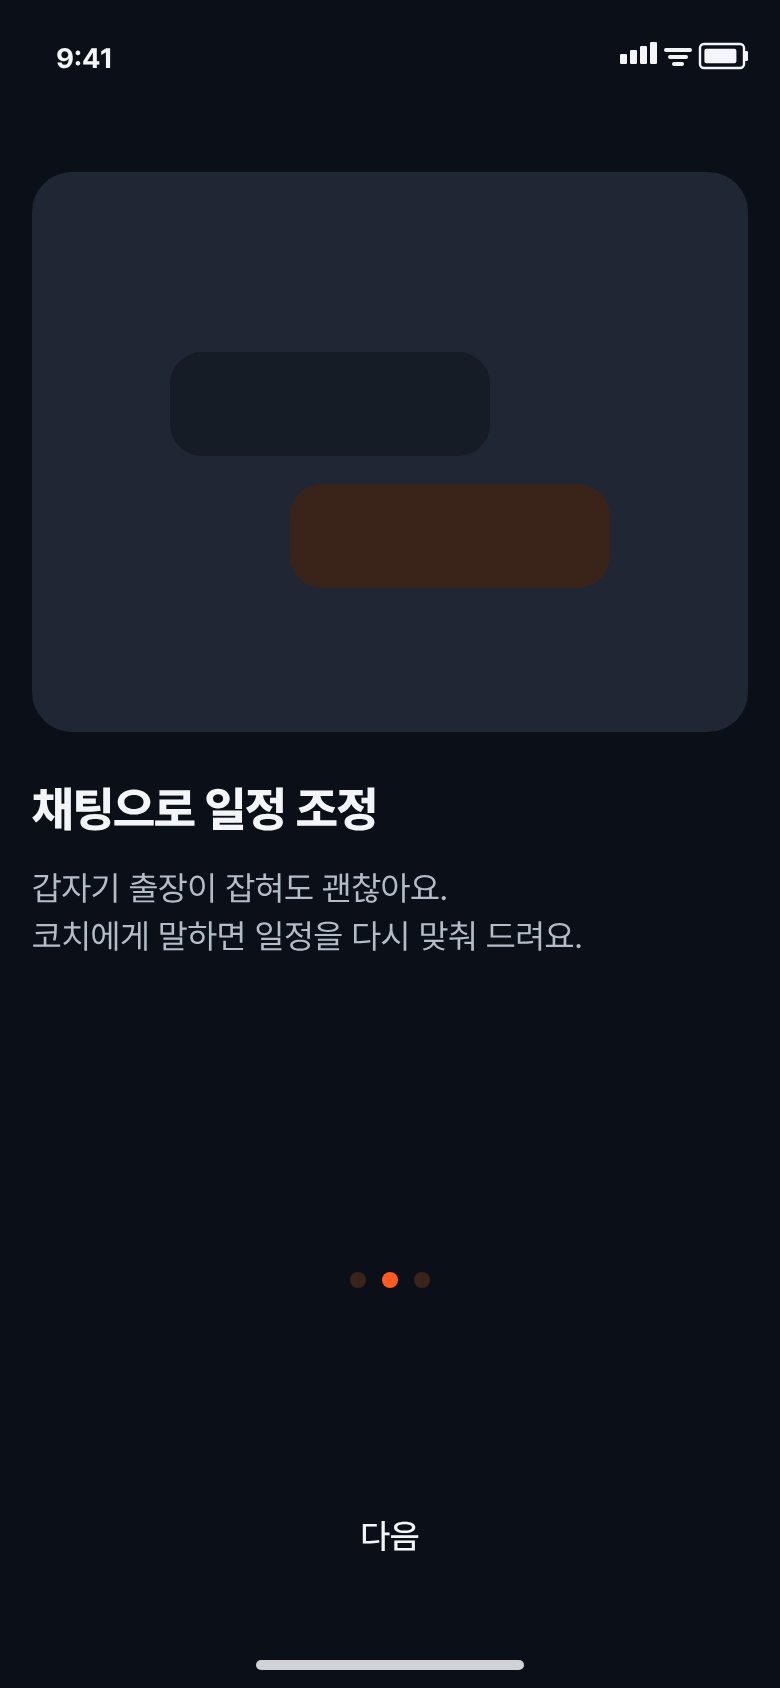 9:41
채팅으로 일정 조정
갑자기 출장이 잡혀도 괜찮아요.
코치에게 말하면 일정을 다시 맞춰 드려요.
다음